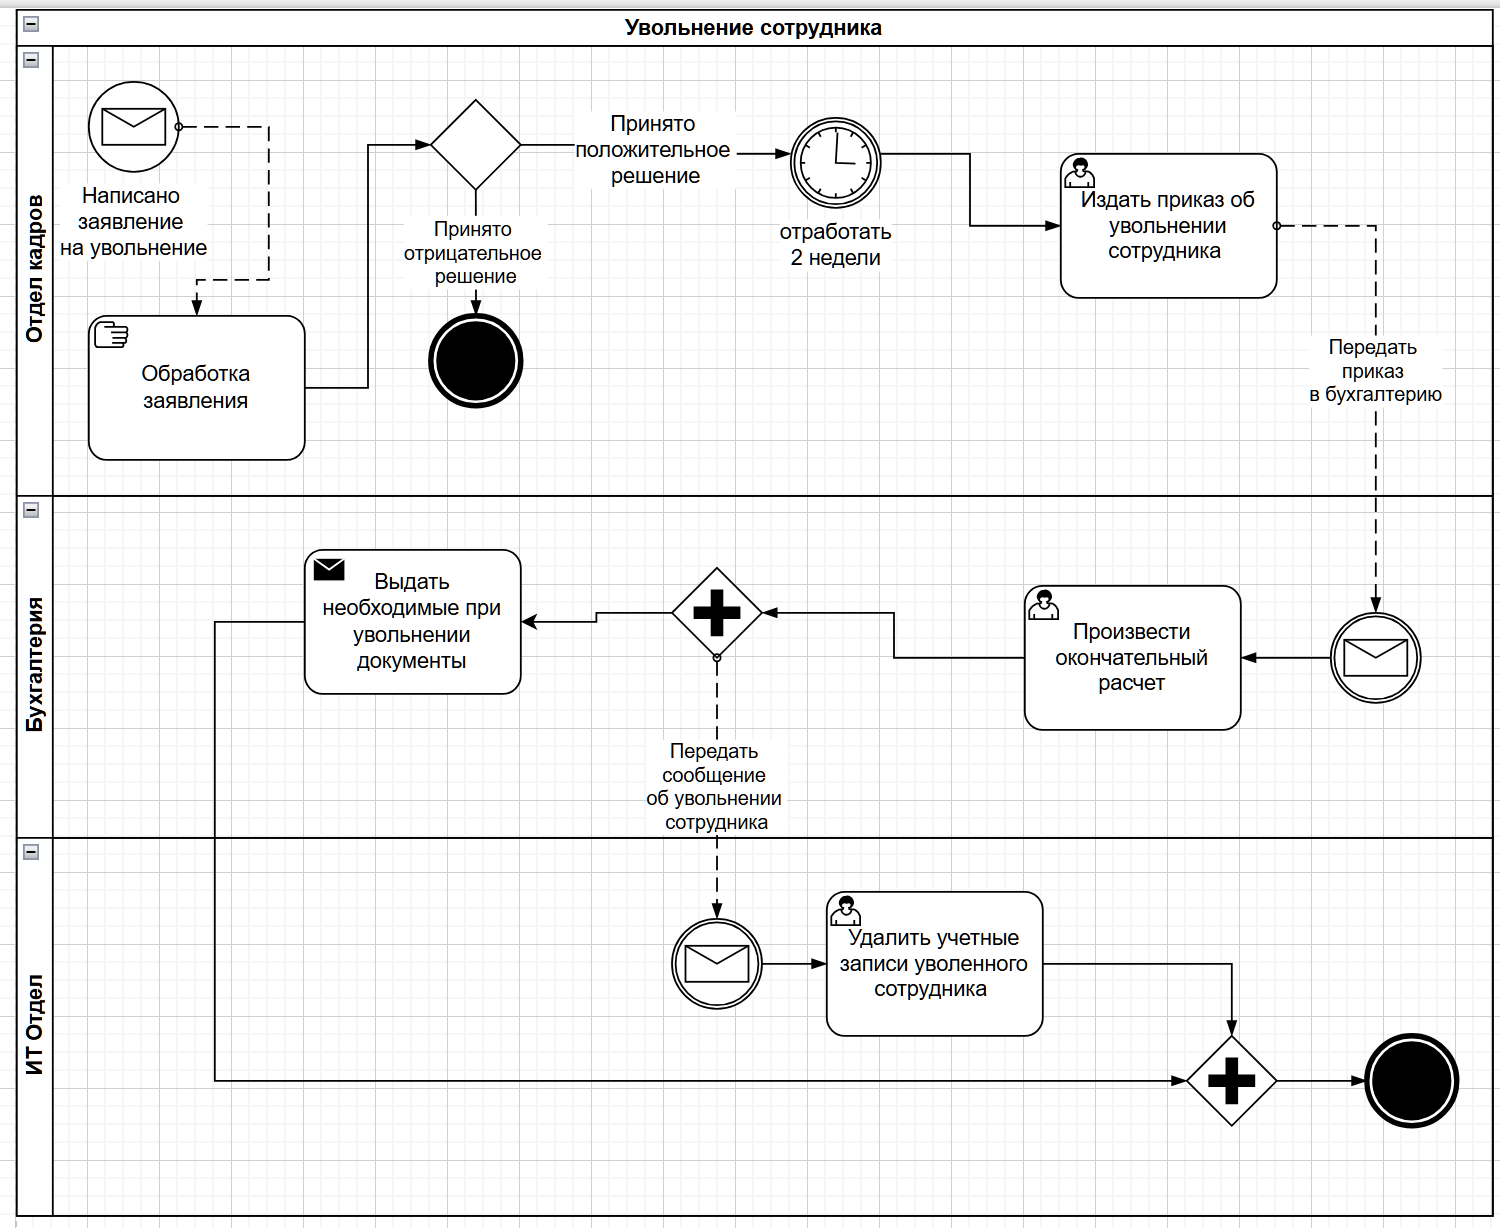 Увольнение сотрудника
Отдел кадров
Написано
заявление
на увольнение
Обработка
заявления
Принято
положительное
решение
Принято
отрицательное
решение
отработать
2 недели
Издать приказ об
увольнении
сотрудника
Передать
приказ
в бухгалтерию
Бухгалтерия
Выдать
необходимые при
увольнении
документы
Произвести
окончательный
расчет
Передать
сообщение
об увольнении
сотрудника
ИТ Отдел
Удалить учетные
записи уволенного
сотрудника